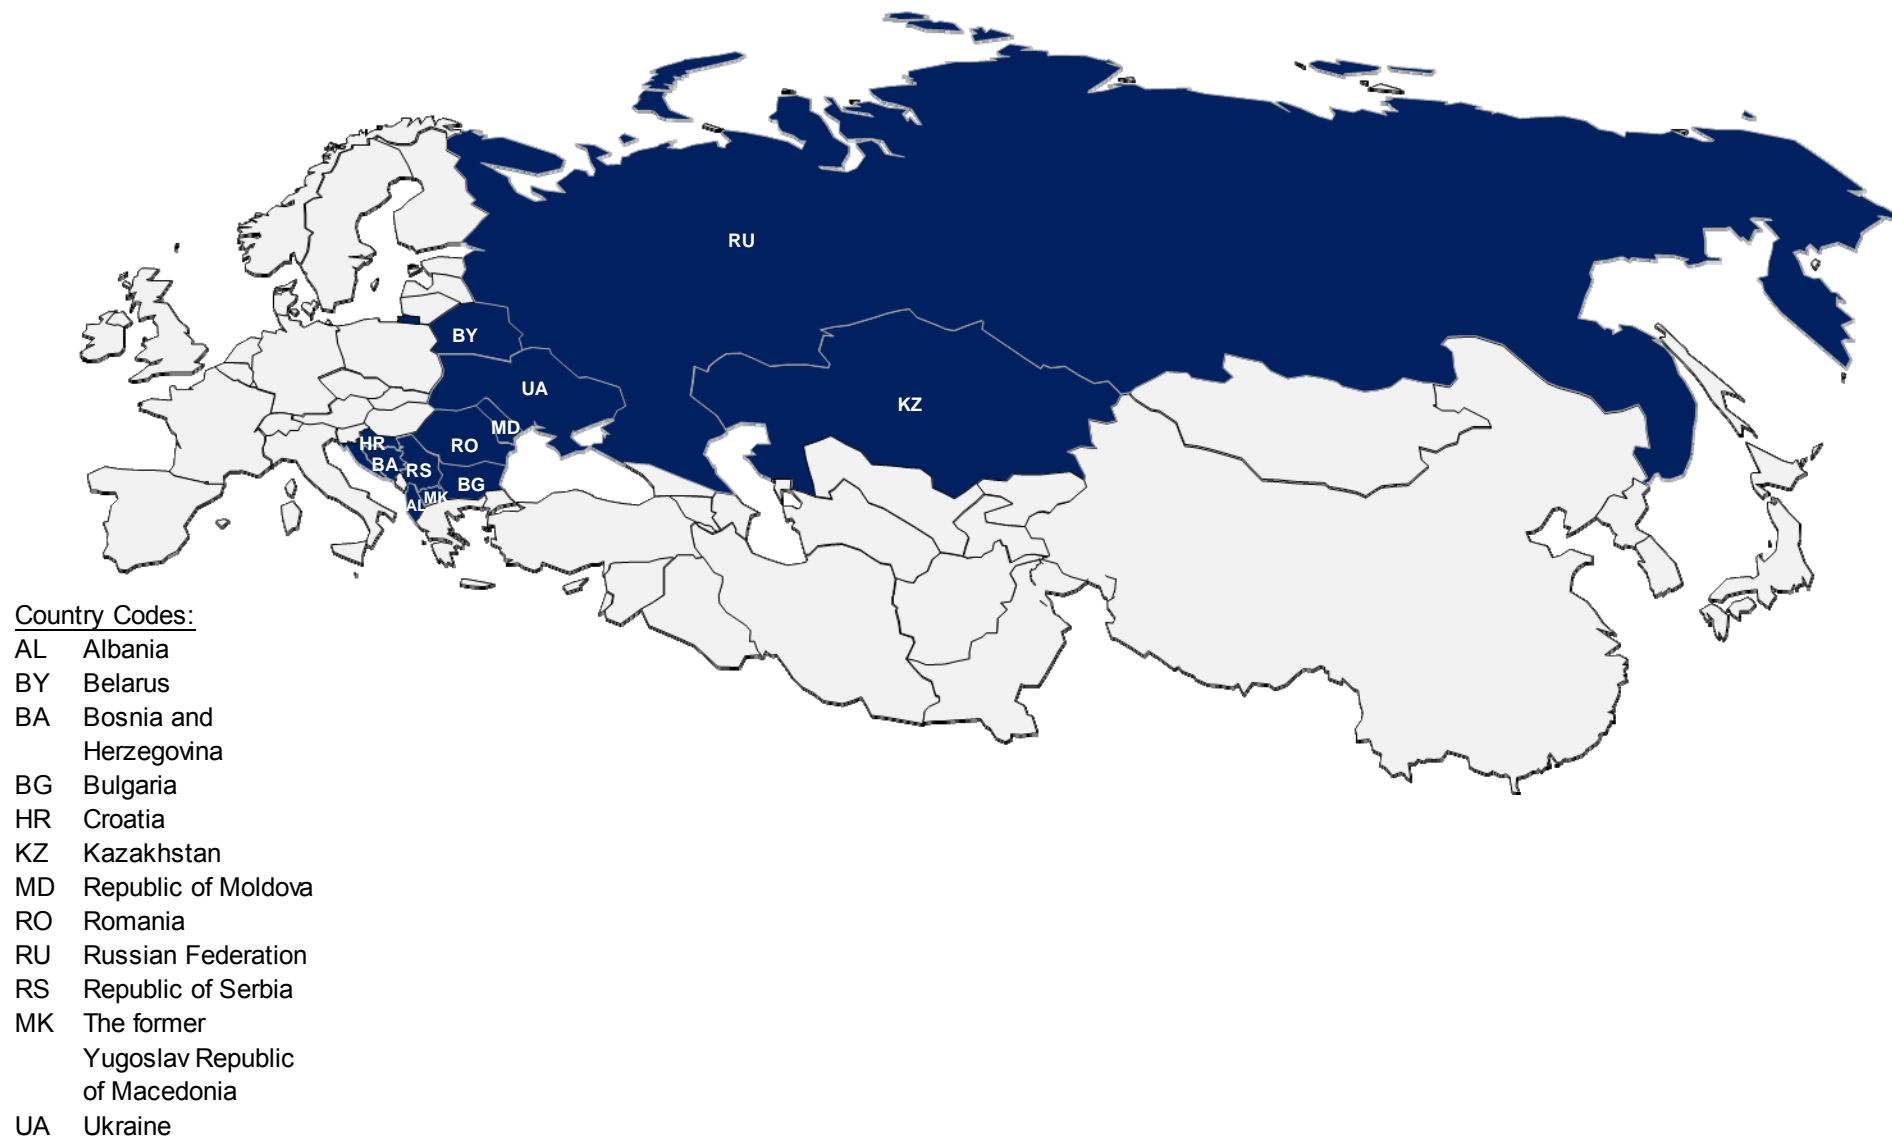 RU
BY
UA
KZ
MD
HR
RO
BA
RS
BG
MK
AL
Country Codes:
AL Albania
BY Belarus
BA Bosnia and
Herzegovina
BG Bulgaria
HR Croatia
KZ Kazakhstan
MD Republic of Moldova
RO Romania
RU Russian Federation
RS Republic of Serbia
MK The former
Yugoslav Republic
of Macedonia
UA Ukraine